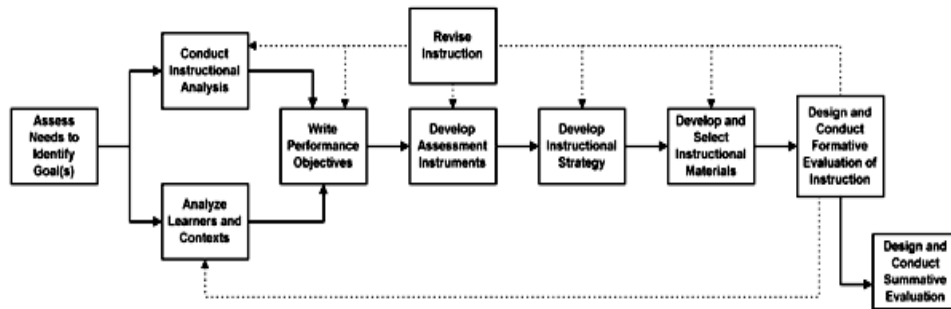 Revise
Instruction
Conduct
Instructional
Analysis
Assess
Needs to
Identify
Goal(s)
Write
Performance
Objectives
Develop
Assessment
Instruments
Develop
Instructional
Strategy
Develop and
Select
Instructional
Materials
Design and
Conduct
Formative
Evaluation of
Instruction
Analyze
Learners and
Contexts
Design and
Conduct
Summative
Evaluation